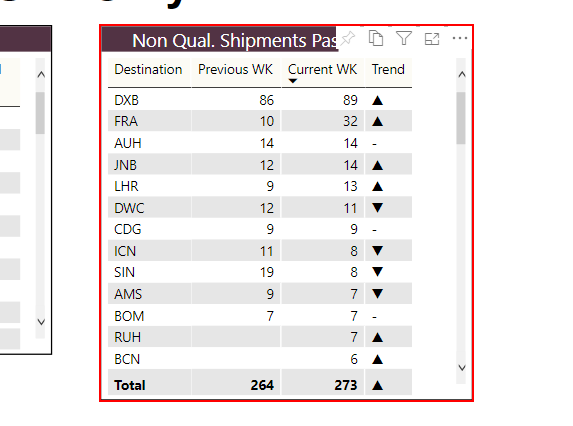 Non Qual. Shipments Pas
Destination Previous WK Current WK Trend
DXB 86 89 ▲
FRA 10 32 ▲
AUH 14 14 -
JNB 12 14 ▲
LHR 9 13 ▲
DWC 12 11 ▼
CDG 9 9 -
ICN 11 8 ▼
SIN 19 8 ▼
AMS 9 7 ▼
BOM 7 7 -
RUH 7 ▲
BCN 6 ▲
Total 264 273 ▲